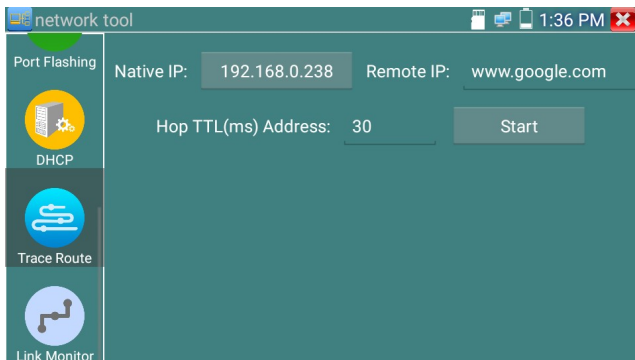 network tool
1:36 PM
Port Flashing
Native IP: 192.168.0.238 Remote IP: www.google.com
Hop TTL(ms) Address: 30 Start
DHCP
Trace Route
Link Monitor